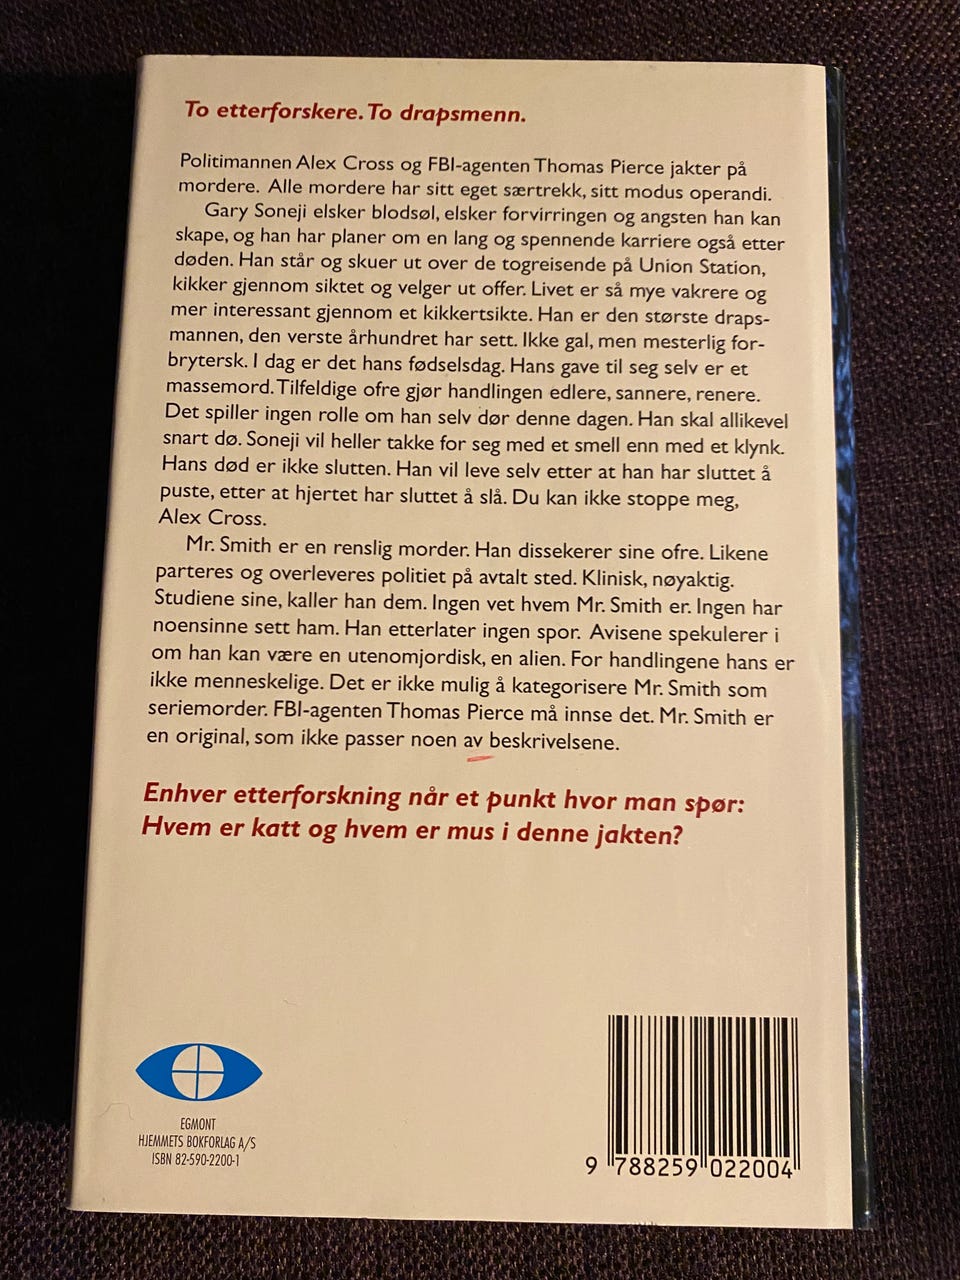 To etterforskere. To drapsmenn.
Politimannen Alex Cross og FBI-agenten Thomas Pierce jakter på
mordere. Alle mordere har sitt eget særtrekk, sitt modus operandi.
Gary Soneji elsker blodsøl, elsker forvirringen og angsten han kan
skape, og han har planer om en lang og spennende karriere også etter
døden. Han står og skuer ut over de togreisende på Union Station,
kikker gjennom siktet og velger ut offer. Livet er så mye vakrere og
mer interessant gjennom et kikkertsikte. Han er den største draps-
mannen, den verste århundret har sett. Ikke gal, men mesterlig for-
brytersk. I dag er det hans fødselsdag. Hans gave til seg selv er et
massemord. Tilfeldige ofre gjør handlingen edlere, sannere, renere.
Det spiller ingen rolle om han selv dør denne dagen. Han skal allikevel
snart dø. Soneji vil heller takke for seg med et smell enn med et klynk.
Hans død er ikke slutten. Han vil leve selv etter at han har sluttet å
puste, etter at hjertet har sluttet å slå. Du kan ikke stoppe meg,
Alex Cross.
Mr. Smith er en renslig morder. Han dissekerer sine ofre. Likene
parteres og overleveres politiet på avtalt sted. Klinisk, nøyaktig.
Studiene sine, kaller han dem. Ingen vet hvem Mr. Smith er. Ingen har
noensinne sett ham. Han etterlater ingen spor. Avisene spekulerer i
om han kan være en utenomjordisk, en alien. For handlingene hans er
ikke menneskelige. Det er ikke mulig å kategorisere Mr. Smith som
seriemorder. FBI-agenten Thomas Pierce må innse det. Mr. Smith er
en original, som ikke passer noen av beskrivelsene.
Enhver etterforskning når et punkt hvor man spør:
Hvem er katt og hvem er mus i denne jakten?
EGMONT
HJEMMETS BOKFORLAG A/S
ISBN 82-590-2200-1
9 788259 022004